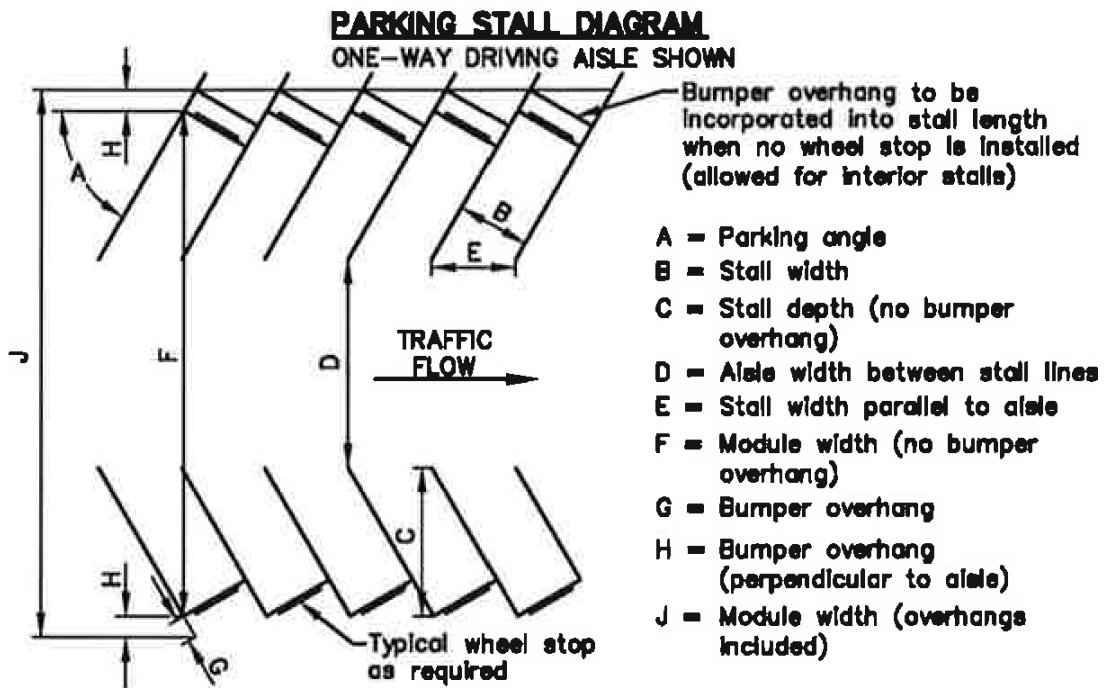 PARKING STALL DIAGRAM
ONE-WAY DRIVING AISLE SHOWN
Bumper overhang to be
incorporated into stall length
when no wheel stop is installed
(allowed for interior stalls)
H
A
B
E
A = Parking angle
B = Stall width
C = Stall depth (no bumper
overhang)
D = Aisle width between stall lines
E = Stall width parallel to aisle
F = Module width (no bumper
overhang)
G = Bumper overhang
H = Bumper overhang
(perpendicular to aisle)
J = Module width (overhangs
included)
J
F
D
TRAFFIC
FLOW
C
H
G
Typical wheel stop
as required